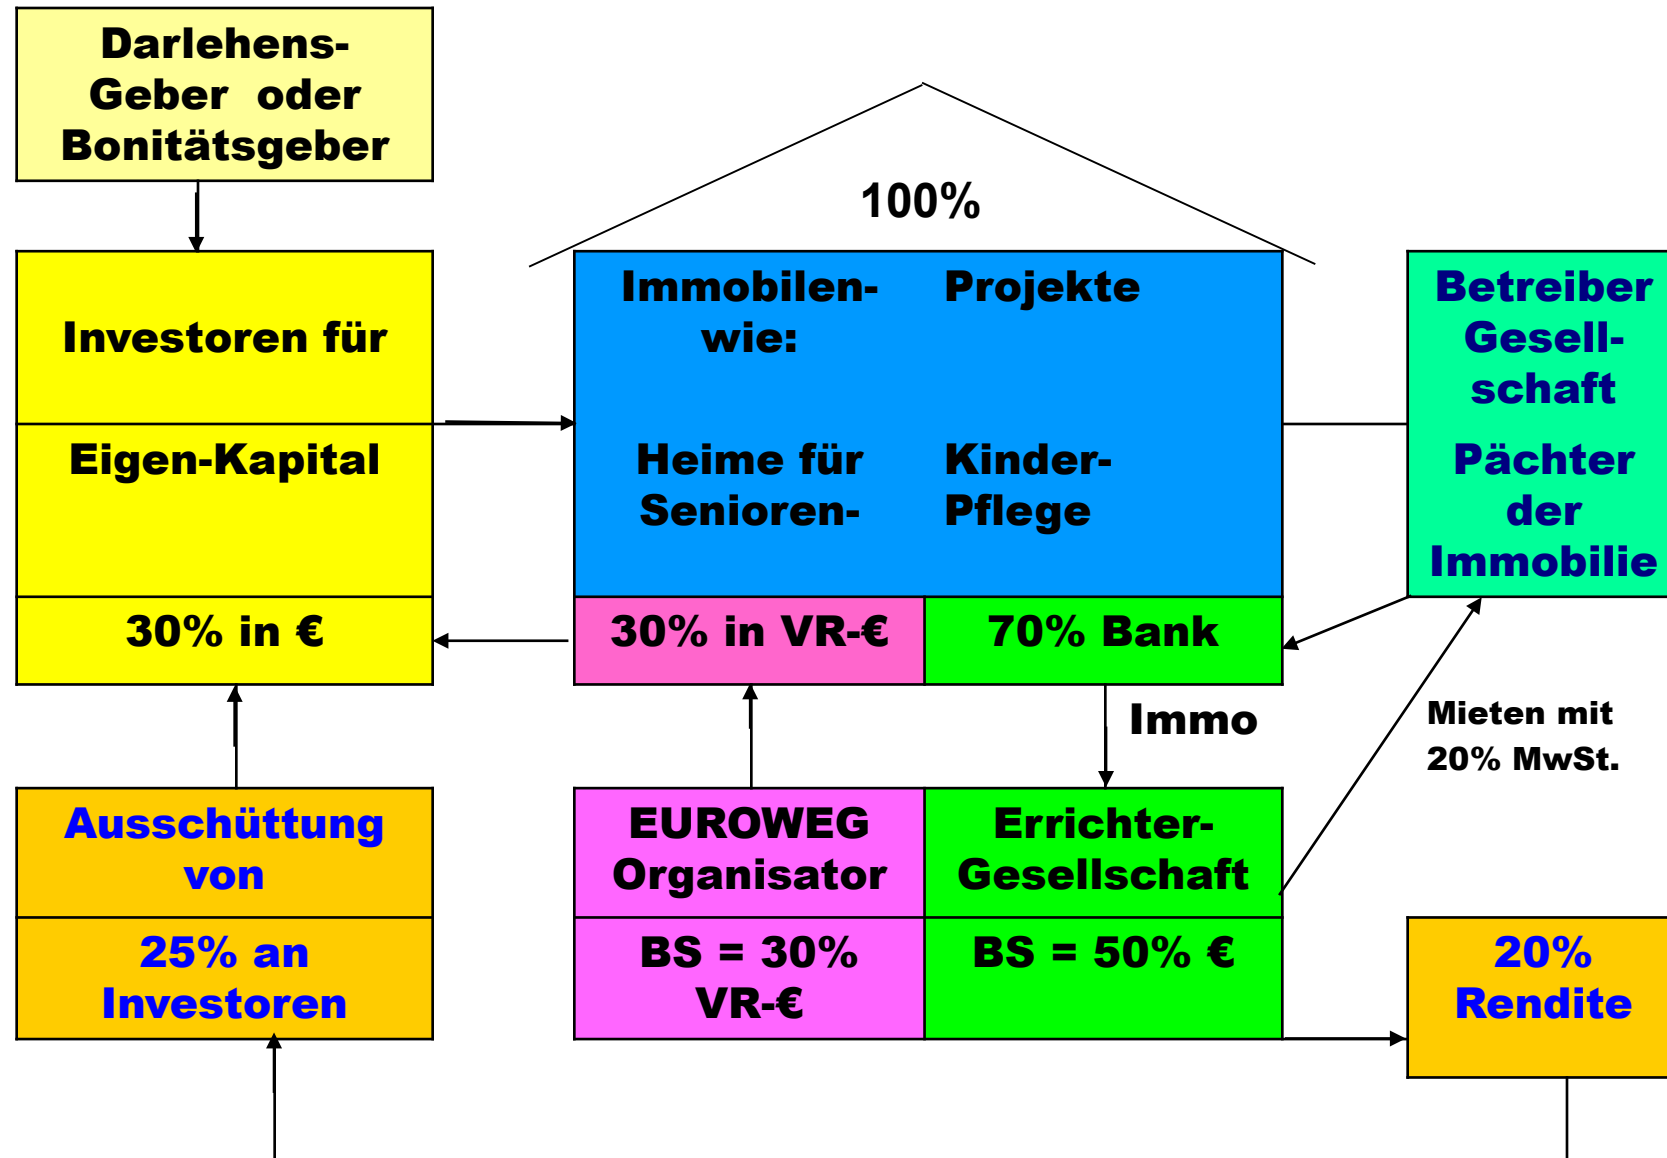 Darlehens-
Geber oder
Bonitätsgeber
100%
Investoren für
Eigen-Kapital
30% in €
Immobilen- Projekte
wie:
Heime für Kinder-
Senioren- Pflege
30% in VR-€
70% Bank
Betreiber
Gesell-
schaft
Pächter
der
Immobilie
Immo
Mieten mit
20% MwSt.
Ausschüttung
von
25% an
Investoren
EUROWEG
Organisator
BS = 30%
VR-€
Errichter-
Gesellschaft
BS = 50% €
20%
Rendite